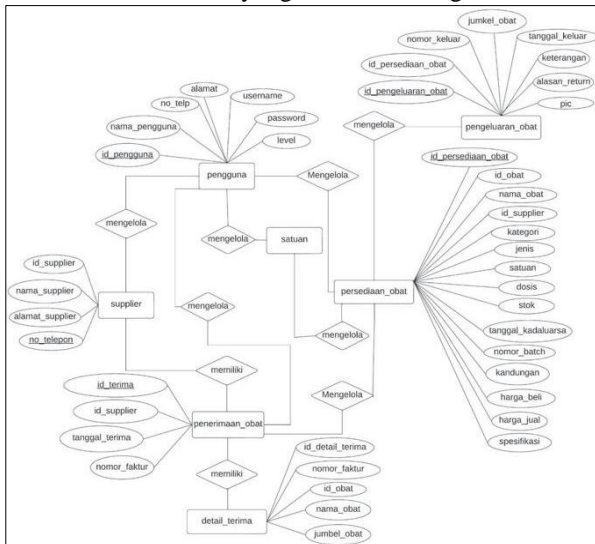 jumkel_obat
nomor_keluar
tanggal_keluar
id_persediaan_obat
keterangan
id_pengeluaran_obat
alasan_return
pic
mengelola
pengeluaran_obat
alamat
no_telp
username
nama_pengguna
password
id_pengguna
level
pengguna
Mengelola
id_persediaan_obat
id_obat
nama_obat
id_supplier
kategori
jenis
satuan
dosis
stok
tanggal_kadaluarsa
nomor_batch
kandungan
harga_beli
harga_jual
spesifikasi
persediaan_obat
mengelola
mengelola
satuan
mengelola
mengelola
id_supplier
nama_supplier
alamat_supplier
no_telepon
supplier
memiliki
Mengelola
id_terima
id_supplier
tanggal_terima
nomor_faktur
penerimaan_obat
memiliki
id_detail_terima
nomor_faktur
id_obat
nama_obat
jumbel_obat
detail_terima